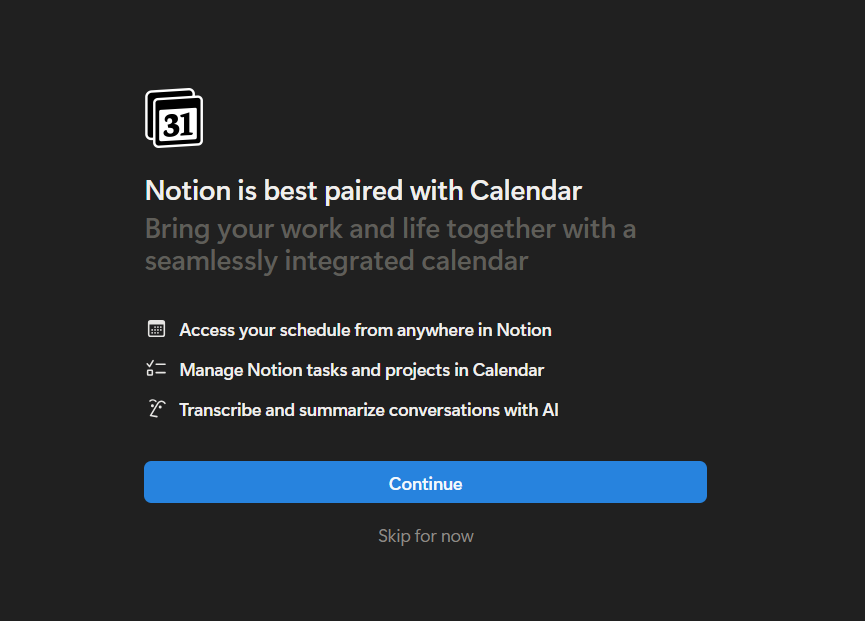 31
Notion is best paired with Calendar
Bring your work and life together with a
seamlessly integrated calendar
Access your schedule from anywhere in Notion
Manage Notion tasks and projects in Calendar
Transcribe and summarize conversations with AI
Continue
Skip for now